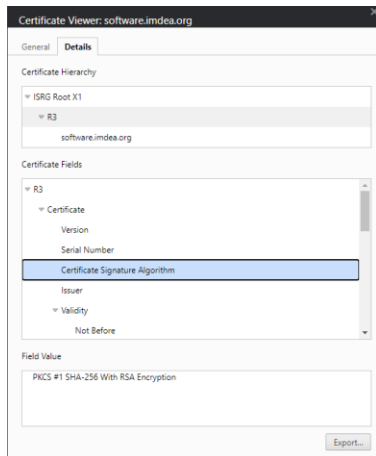 Certificate Viewer: software.imdea.org
General Details
Certificate Hierarchy
ISRG Root X1
R3
software.imdea.org
Certificate Fields
R3
Certificate
Version
Serial Number
Certificate Signature Algorithm
Issuer
Validity
Not Before
Field Value
PKCS #1 SHA-256 With RSA Encryption
Export...